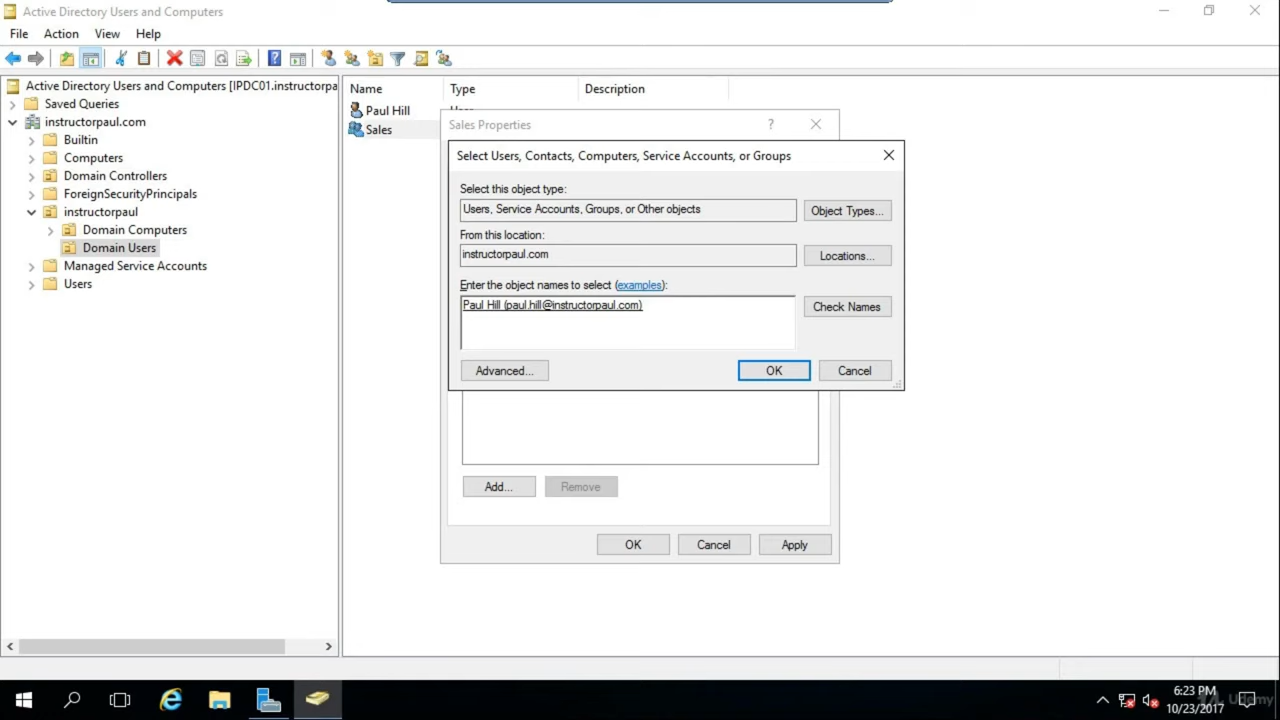 Active Directory Users and Computers
File Action View Help
Active Directory Users and Computers [IPDC01.instructorpa
Saved Queries
instructorpaul.com
Builtin
Computers
Domain Controllers
ForeignSecurityPrincipals
instructorpaul
Domain Computers
Domain Users
Managed Service Accounts
Users
Name Type Description
Paul Hill
Sales
Sales Properties ?
Select Users, Contacts, Computers, Service Accounts, or Groups
Select this object type:
Users, Service Accounts, Groups, or Other objects Object Types...
From this location:
instructorpaul.com Locations...
Enter the object names to select (examples):
Paul Hill (paul.hill@instructorpaul.com) Check Names
Advanced... OK Cancel
Add... Remove
OK Cancel Apply
6:23 PM
10/23/2017
Udemy